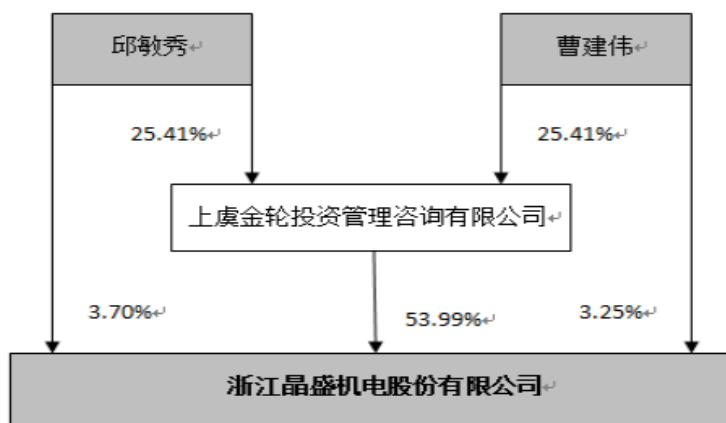 邱敏秀
曹建伟
25.41%
25.41%
上虞金轮投资管理咨询有限公司
3.70%
53.99%
3.25%
浙江晶盛机电股份有限公司